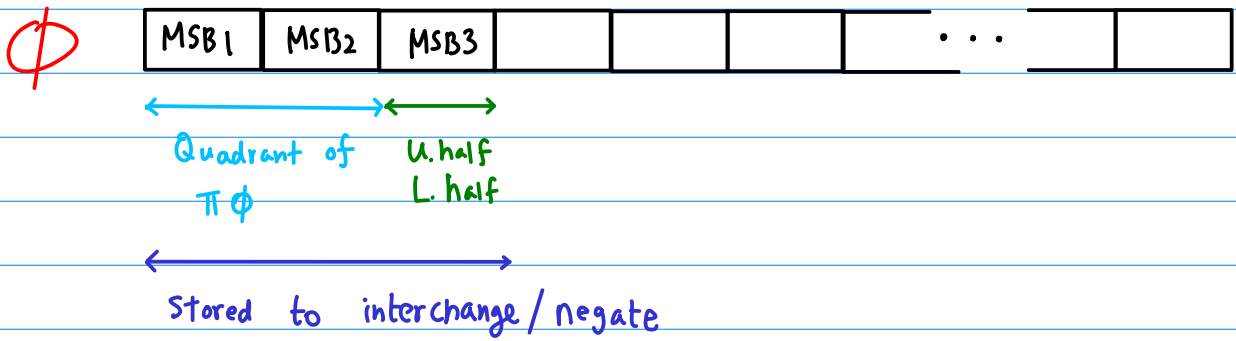 ϕ MSB1 MSB2 MSB3 ...
Quadrant of U.half
πϕ L.half
Stored to interchange/negate